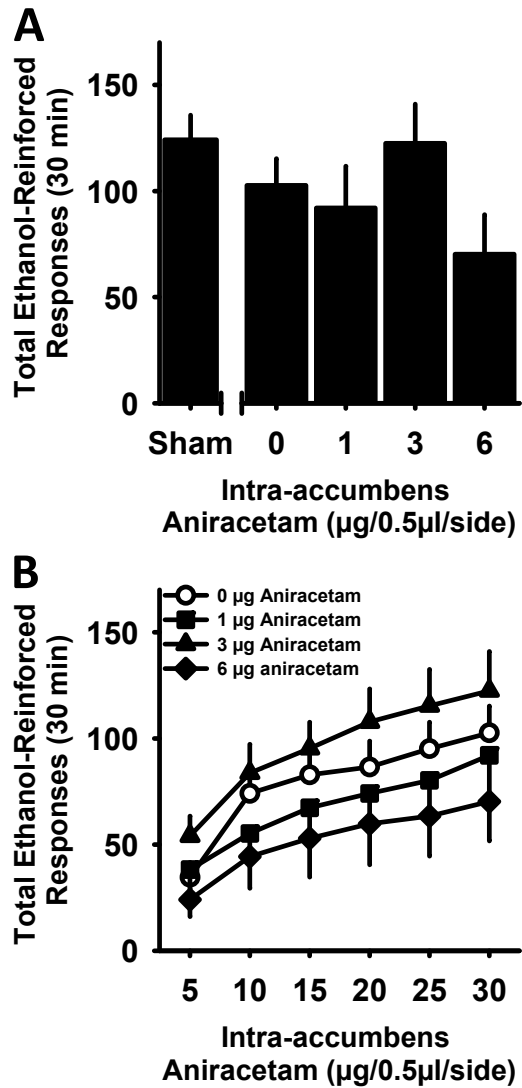 A
Total Ethanol-Reinforced
Responses (30 min)
150
100
50
0
Sham 0 1 3 6
Intra-accumbens
Aniracetam (µg/0.5µl/side)
B
Total Ethanol-Reinforced
Responses (30 min)
0 µg Aniracetam
1 µg Aniracetam
3 µg Aniracetam
6 µg aniracetam
150
100
50
0
5 10 15 20 25 30
Intra-accumbens
Aniracetam (µg/0.5µl/side)